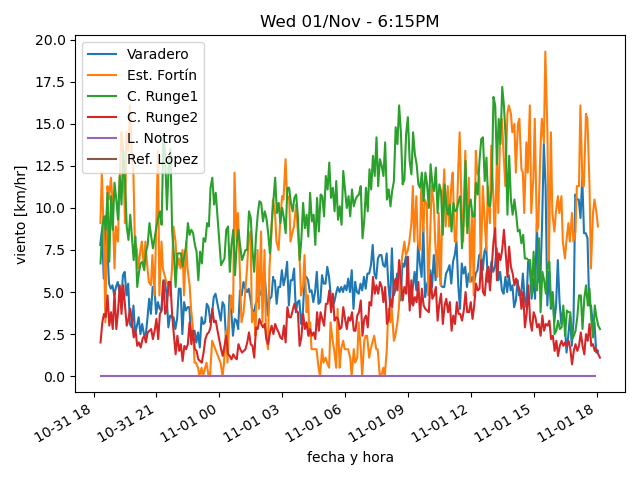 Wed 01/Nov - 6:15PM
viento [km/hr]
20.0
17.5
15.0
12.5
10.0
7.5
5.0
2.5
0.0
Varadero
Est. Fortín
C. Runge1
C. Runge2
L. Notros
Ref. López
10-31 18
10-31 21
11-01 00
11-01 03
11-01 06
11-01 09
11-01 12
11-01 15
11-01 18
fecha y hora